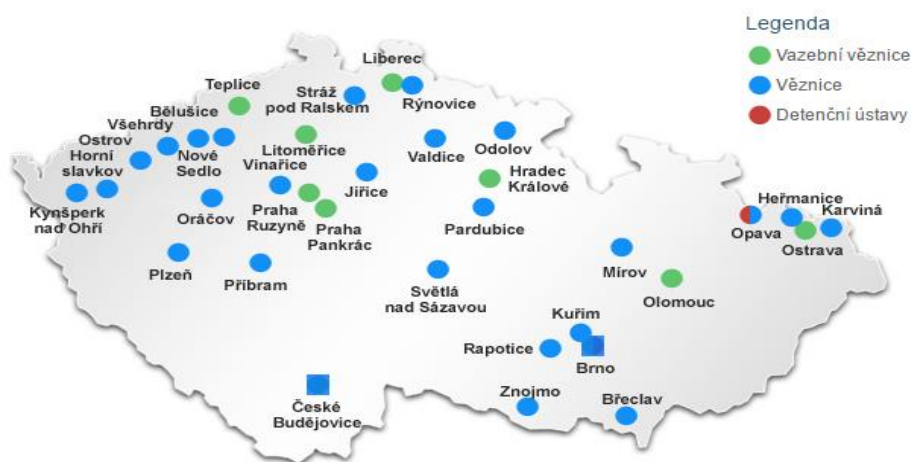 Legenda
Vazební věznice
Věznice
Detenční ústavy
Liberec
Teplice
Stráž
pod Ralskem
Rýnovice
Bělušice
Všehrdy
Ostrov
Horní
slavkov
Nové
Sedlo
Litoměřice
Vinařice
Valdice
Odolov
Jiřice
Hradec
Králové
Kynšperk
nad Ohří
Oráčov
Praha
Ruzyně
Praha
Pankrác
Pardubice
Heřmanice
Karviná
Opava
Ostrava
Plzeň
Příbram
Světlá
nad Sázavou
Mírov
Olomouc
Kuřim
Rapotice
Brno
Znojmo
Břeclav
České
Budějovice